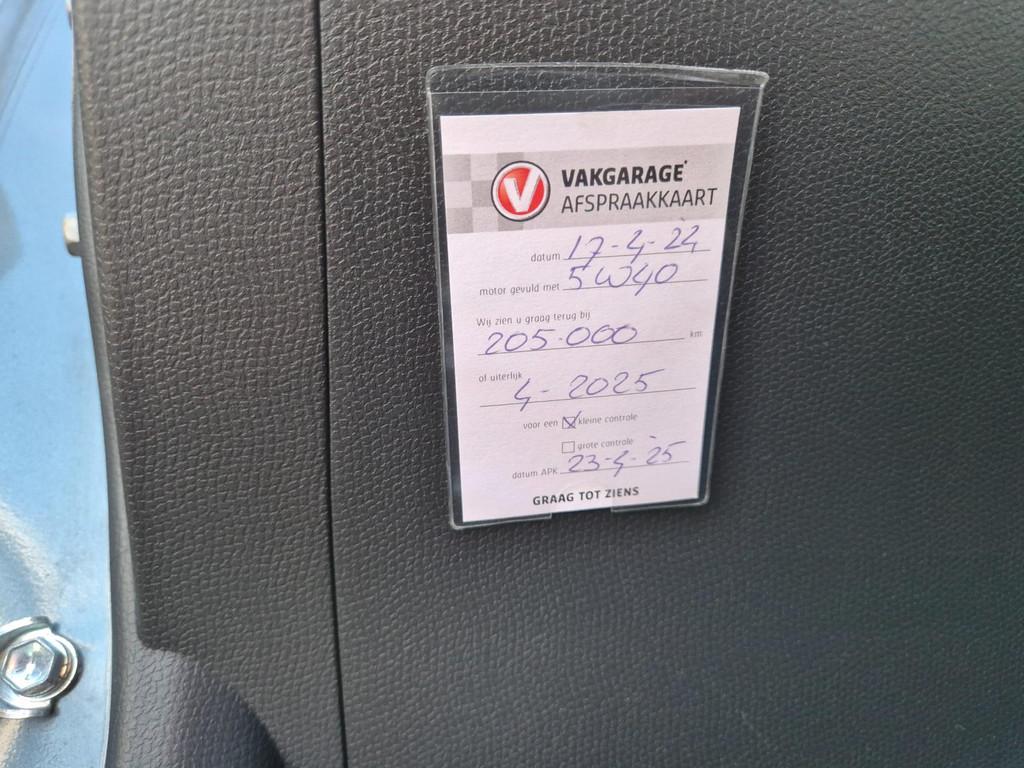 V VAKGARAGE
AFSPRAAKKAART
datum 17-4-24
motor gevuld met 5W40
Wij zien u graag terug bij
205.000 km
of uiterlijk
4-2025
voor een kleine controle
grote controle
datum APK 23-4-25
GRAAG TOT ZIENS